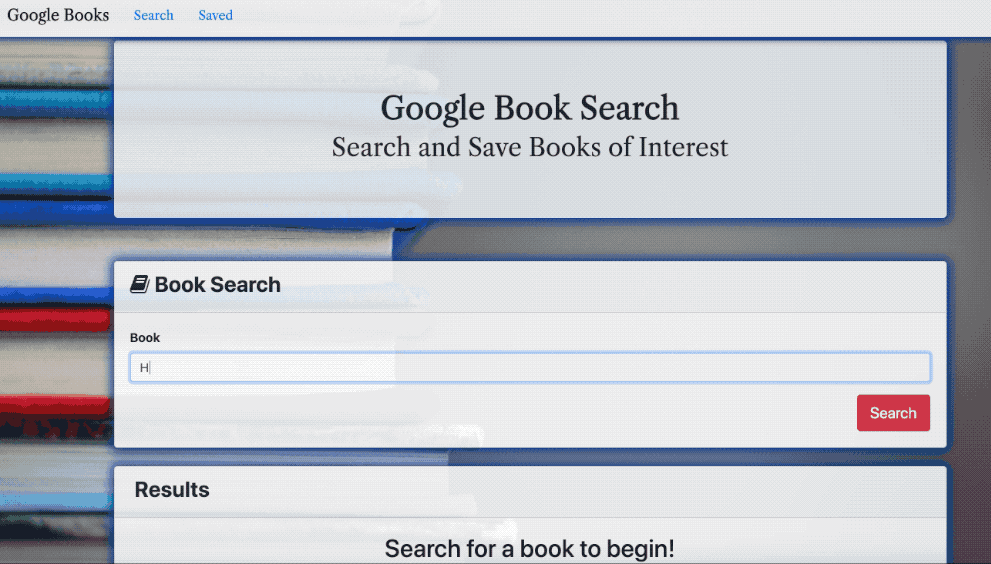 Google Books Search Saved
Google Book Search
Search and Save Books of Interest
Book Search
Book
H
Search
Results
Search for a book to begin!